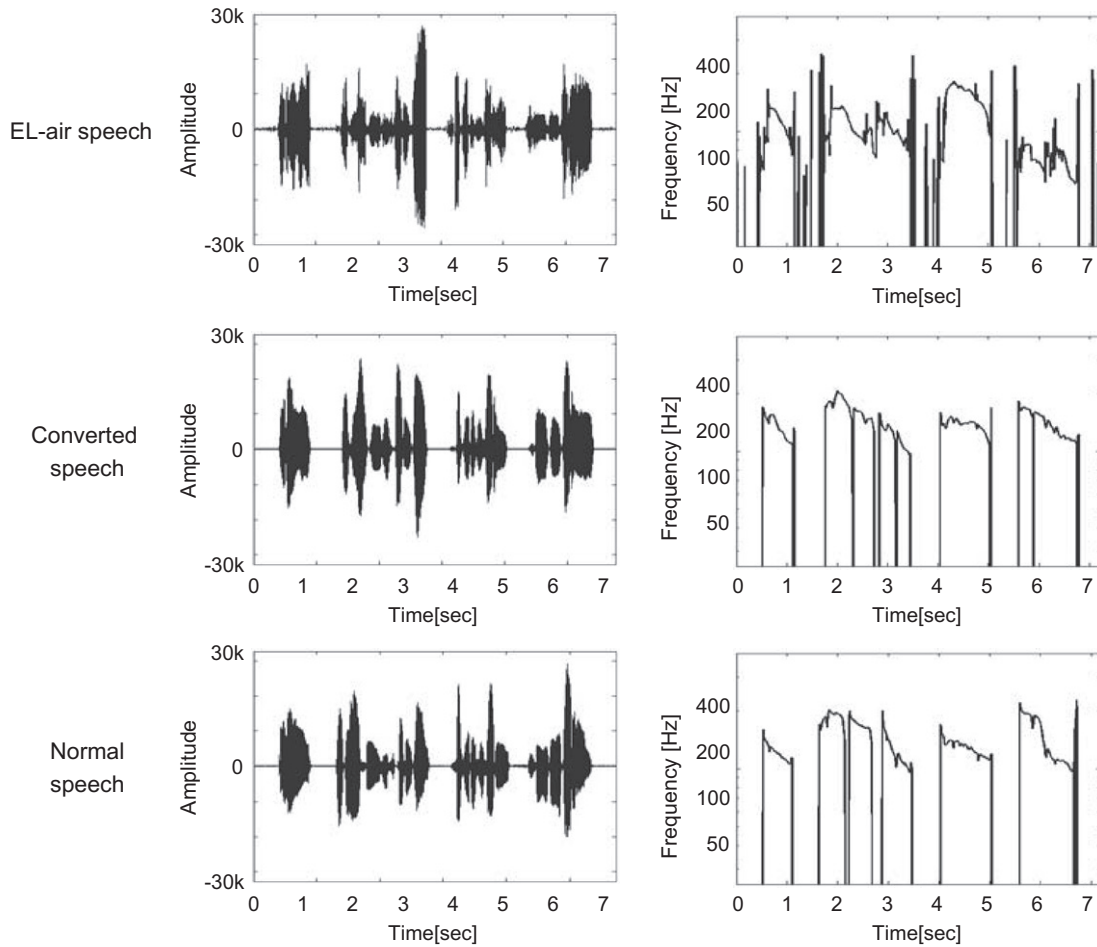 EL-air speech
Amplitude
30k
0
-30k
0 1 2 3 4 5 6 7
Time[sec]
Frequency [Hz]
400
200
100
50
0 1 2 3 4 5 6 7
Time[sec]
Converted
speech
Amplitude
30k
0
-30k
0 1 2 3 4 5 6 7
Time[sec]
Frequency [Hz]
400
200
100
50
0 1 2 3 4 5 6 7
Time[sec]
Normal
speech
Amplitude
30k
0
-30k
0 1 2 3 4 5 6 7
Time[sec]
Frequency [Hz]
400
200
100
50
0 1 2 3 4 5 6 7
Time[sec]